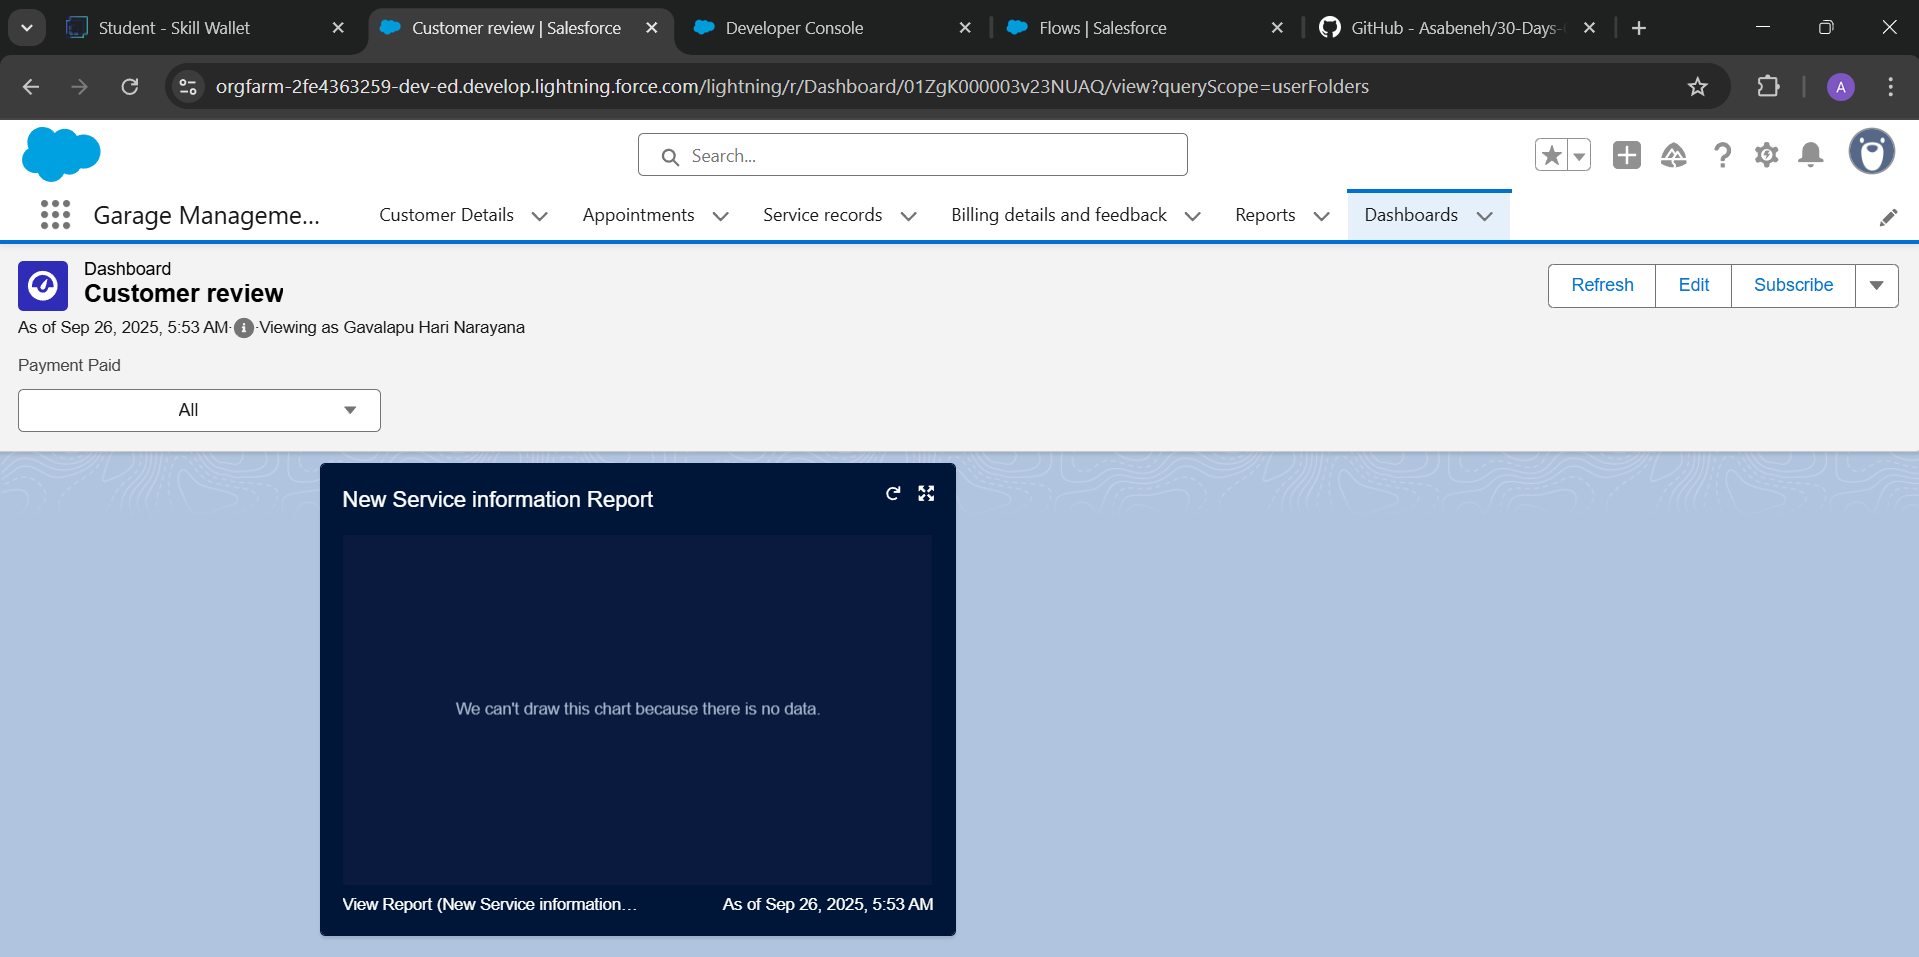 Student - Skill Wallet
Customer review | Salesforce
Developer Console
Flows | Salesforce
GitHub - Asabeneh/30-Days-
orgfarm-2fe4363259-dev-ed.develop.lightning.force.com/lightning/r/Dashboard/01ZgK000003v23NUAQ/view?queryScope=userFolders
A
Search...
Garage Manageme...
Customer Details
Appointments
Service records
Billing details and feedback
Reports
Dashboards
Dashboard
Customer review
As of Sep 26, 2025, 5:53 AM·Viewing as Gavalapu Hari Narayana
Refresh
Edit
Subscribe
Payment Paid
All
New Service information Report
We can't draw this chart because there is no data.
View Report (New Service information...
As of Sep 26, 2025, 5:53 AM